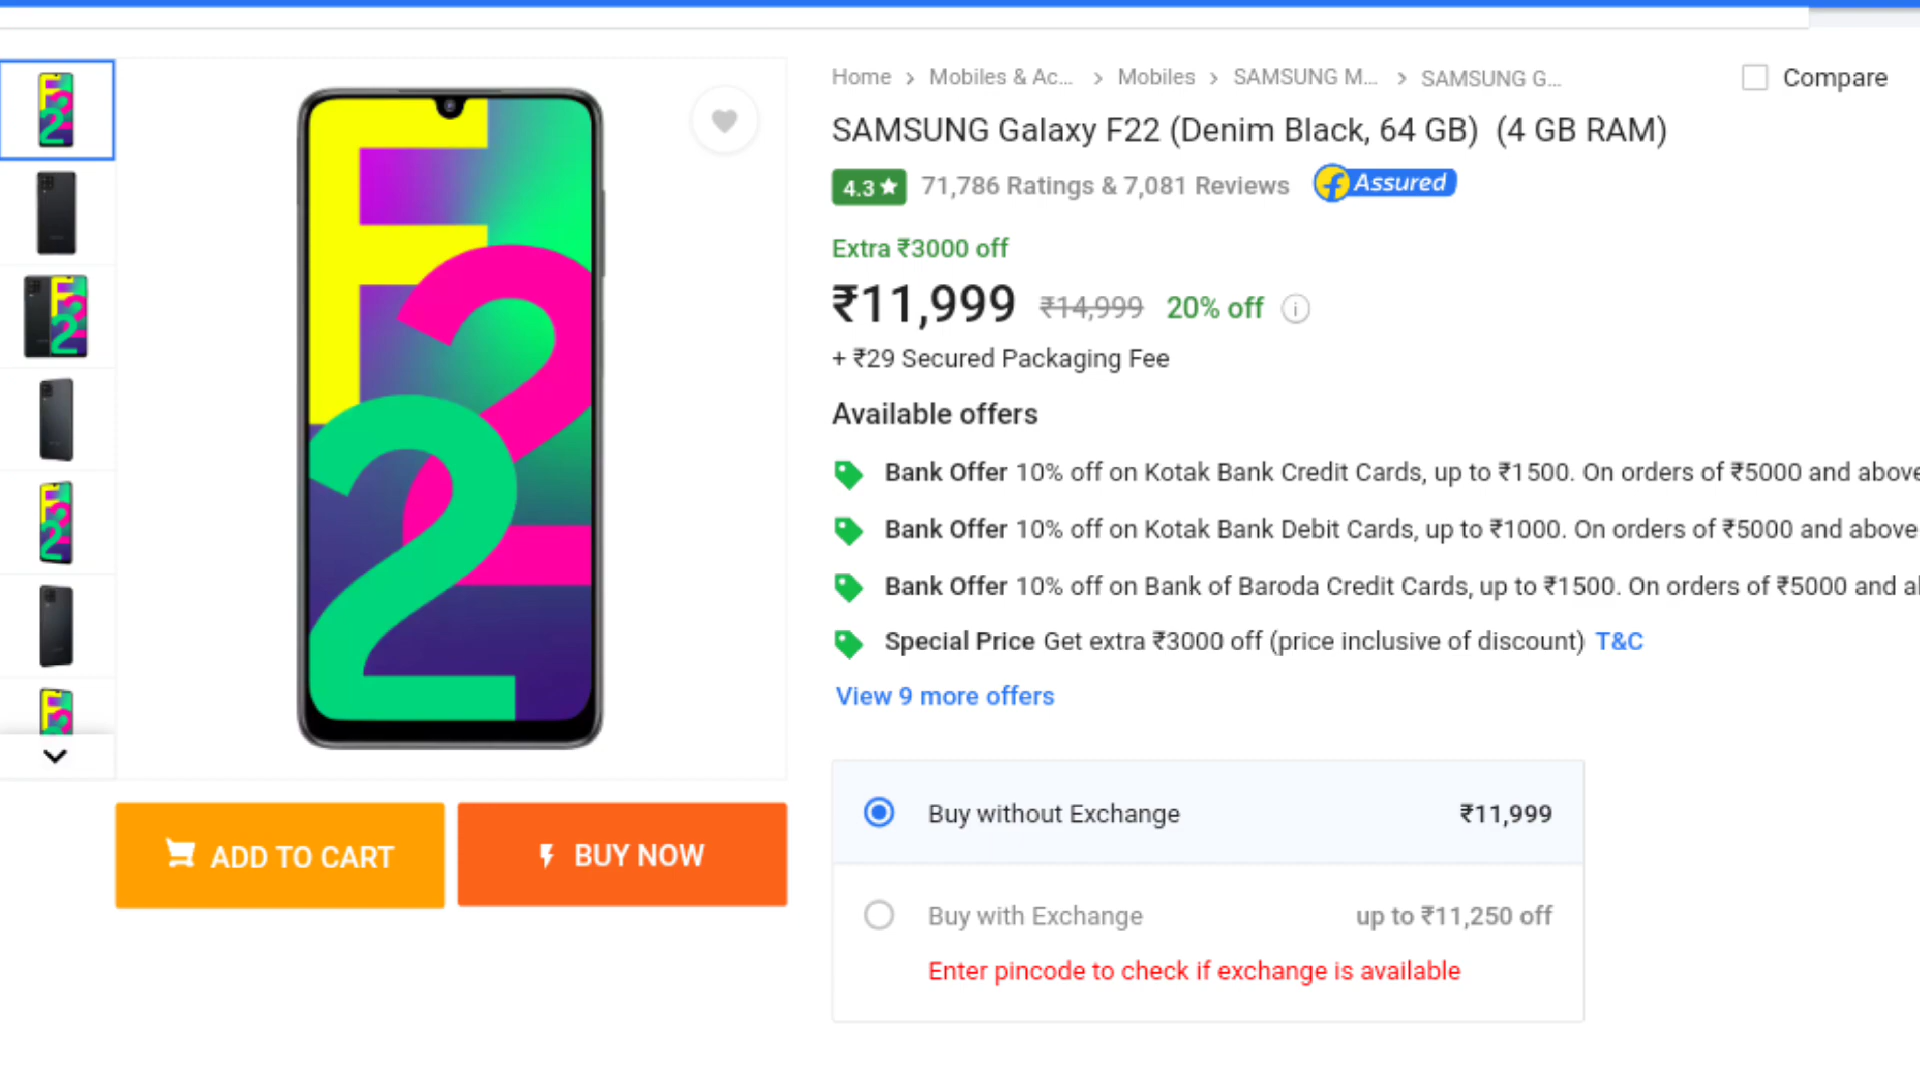 Home > Mobiles & Ac... > Mobiles > SAMSUNG M... > SAMSUNG G...
Compare
SAMSUNG Galaxy F22 (Denim Black, 64 GB) (4 GB RAM)
4.3★ 71,786 Ratings & 7,081 Reviews f Assured
Extra ₹3000 off
₹11,999 ₹14,999 20% off i
+ ₹29 Secured Packaging Fee
Available offers
Bank Offer 10% off on Kotak Bank Credit Cards, up to ₹1500. On orders of ₹5000 and above
Bank Offer 10% off on Kotak Bank Debit Cards, up to ₹1000. On orders of ₹5000 and above
Bank Offer 10% off on Bank of Baroda Credit Cards, up to ₹1500. On orders of ₹5000 and
Special Price Get extra ₹3000 off (price inclusive of discount) T&C
View 9 more offers
Buy without Exchange ₹11,999
Buy with Exchange up to ₹11,250 off
Enter pincode to check if exchange is available
F22
ADD TO CART
BUY NOW